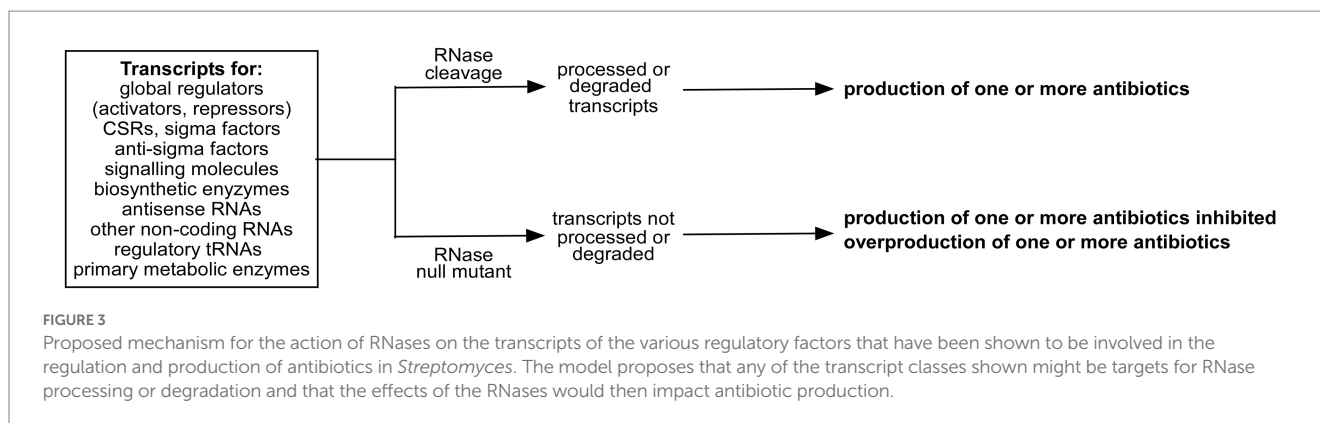 Transcripts for:
global regulators
(activators, repressors)
CSRs, sigma factors
anti-sigma factors
signalling molecules
biosynthetic enyzymes
antisense RNAs
other non-coding RNAs
regulatory tRNAs
primary metabolic enzymes
RNase
cleavage
processed or
degraded
transcripts
production of one or more antibiotics
RNase
null mutant
transcripts not
processed or
degraded
production of one or more antibiotics inhibited
overproduction of one or more antibiotics
FIGURE 3
Proposed mechanism for the action of RNases on the transcripts of the various regulatory factors that have been shown to be involved in the
regulation and production of antibiotics in Streptomyces. The model proposes that any of the transcript classes shown might be targets for RNase
processing or degradation and that the effects of the RNases would then impact antibiotic production.